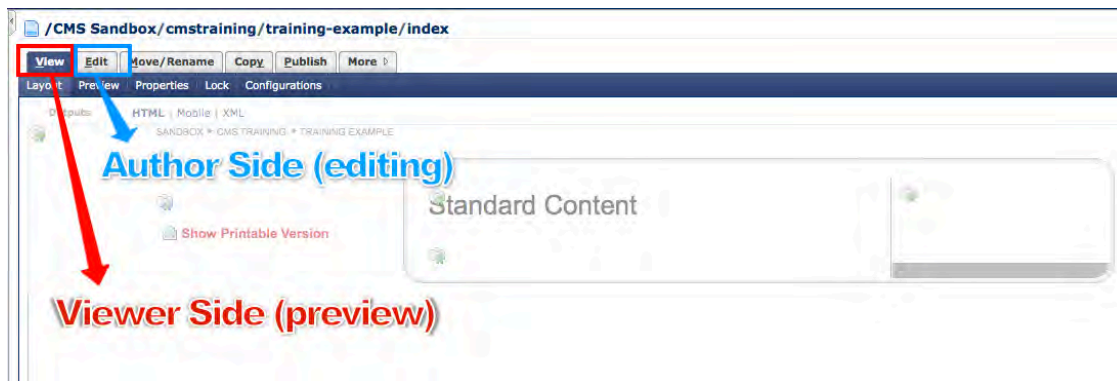 /CMS Sandbox/cmstraining/training-example/index
View Edit Move/Rename Copy Publish More
Layout Preview Properties Lock Configurations
Outputs HTML | Mobile | XML
SANDBOX CMS TRAINING TRAINING EXAMPLE
Author Side (editing)
Standard Content
Show Printable Version
Viewer Side (preview)